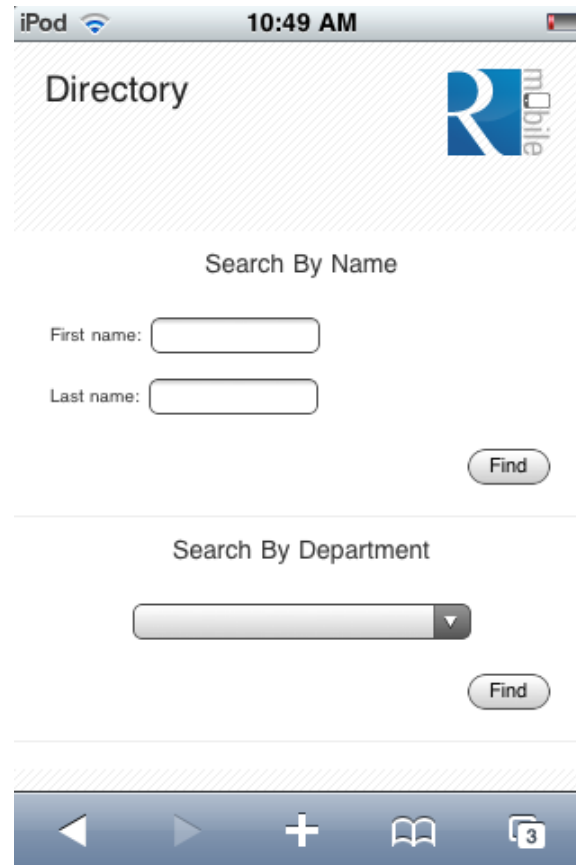 iPod 10:49 AM
Directory
R mobile
Search By Name
First name:
Last name:
Find
Search By Department
Find
3